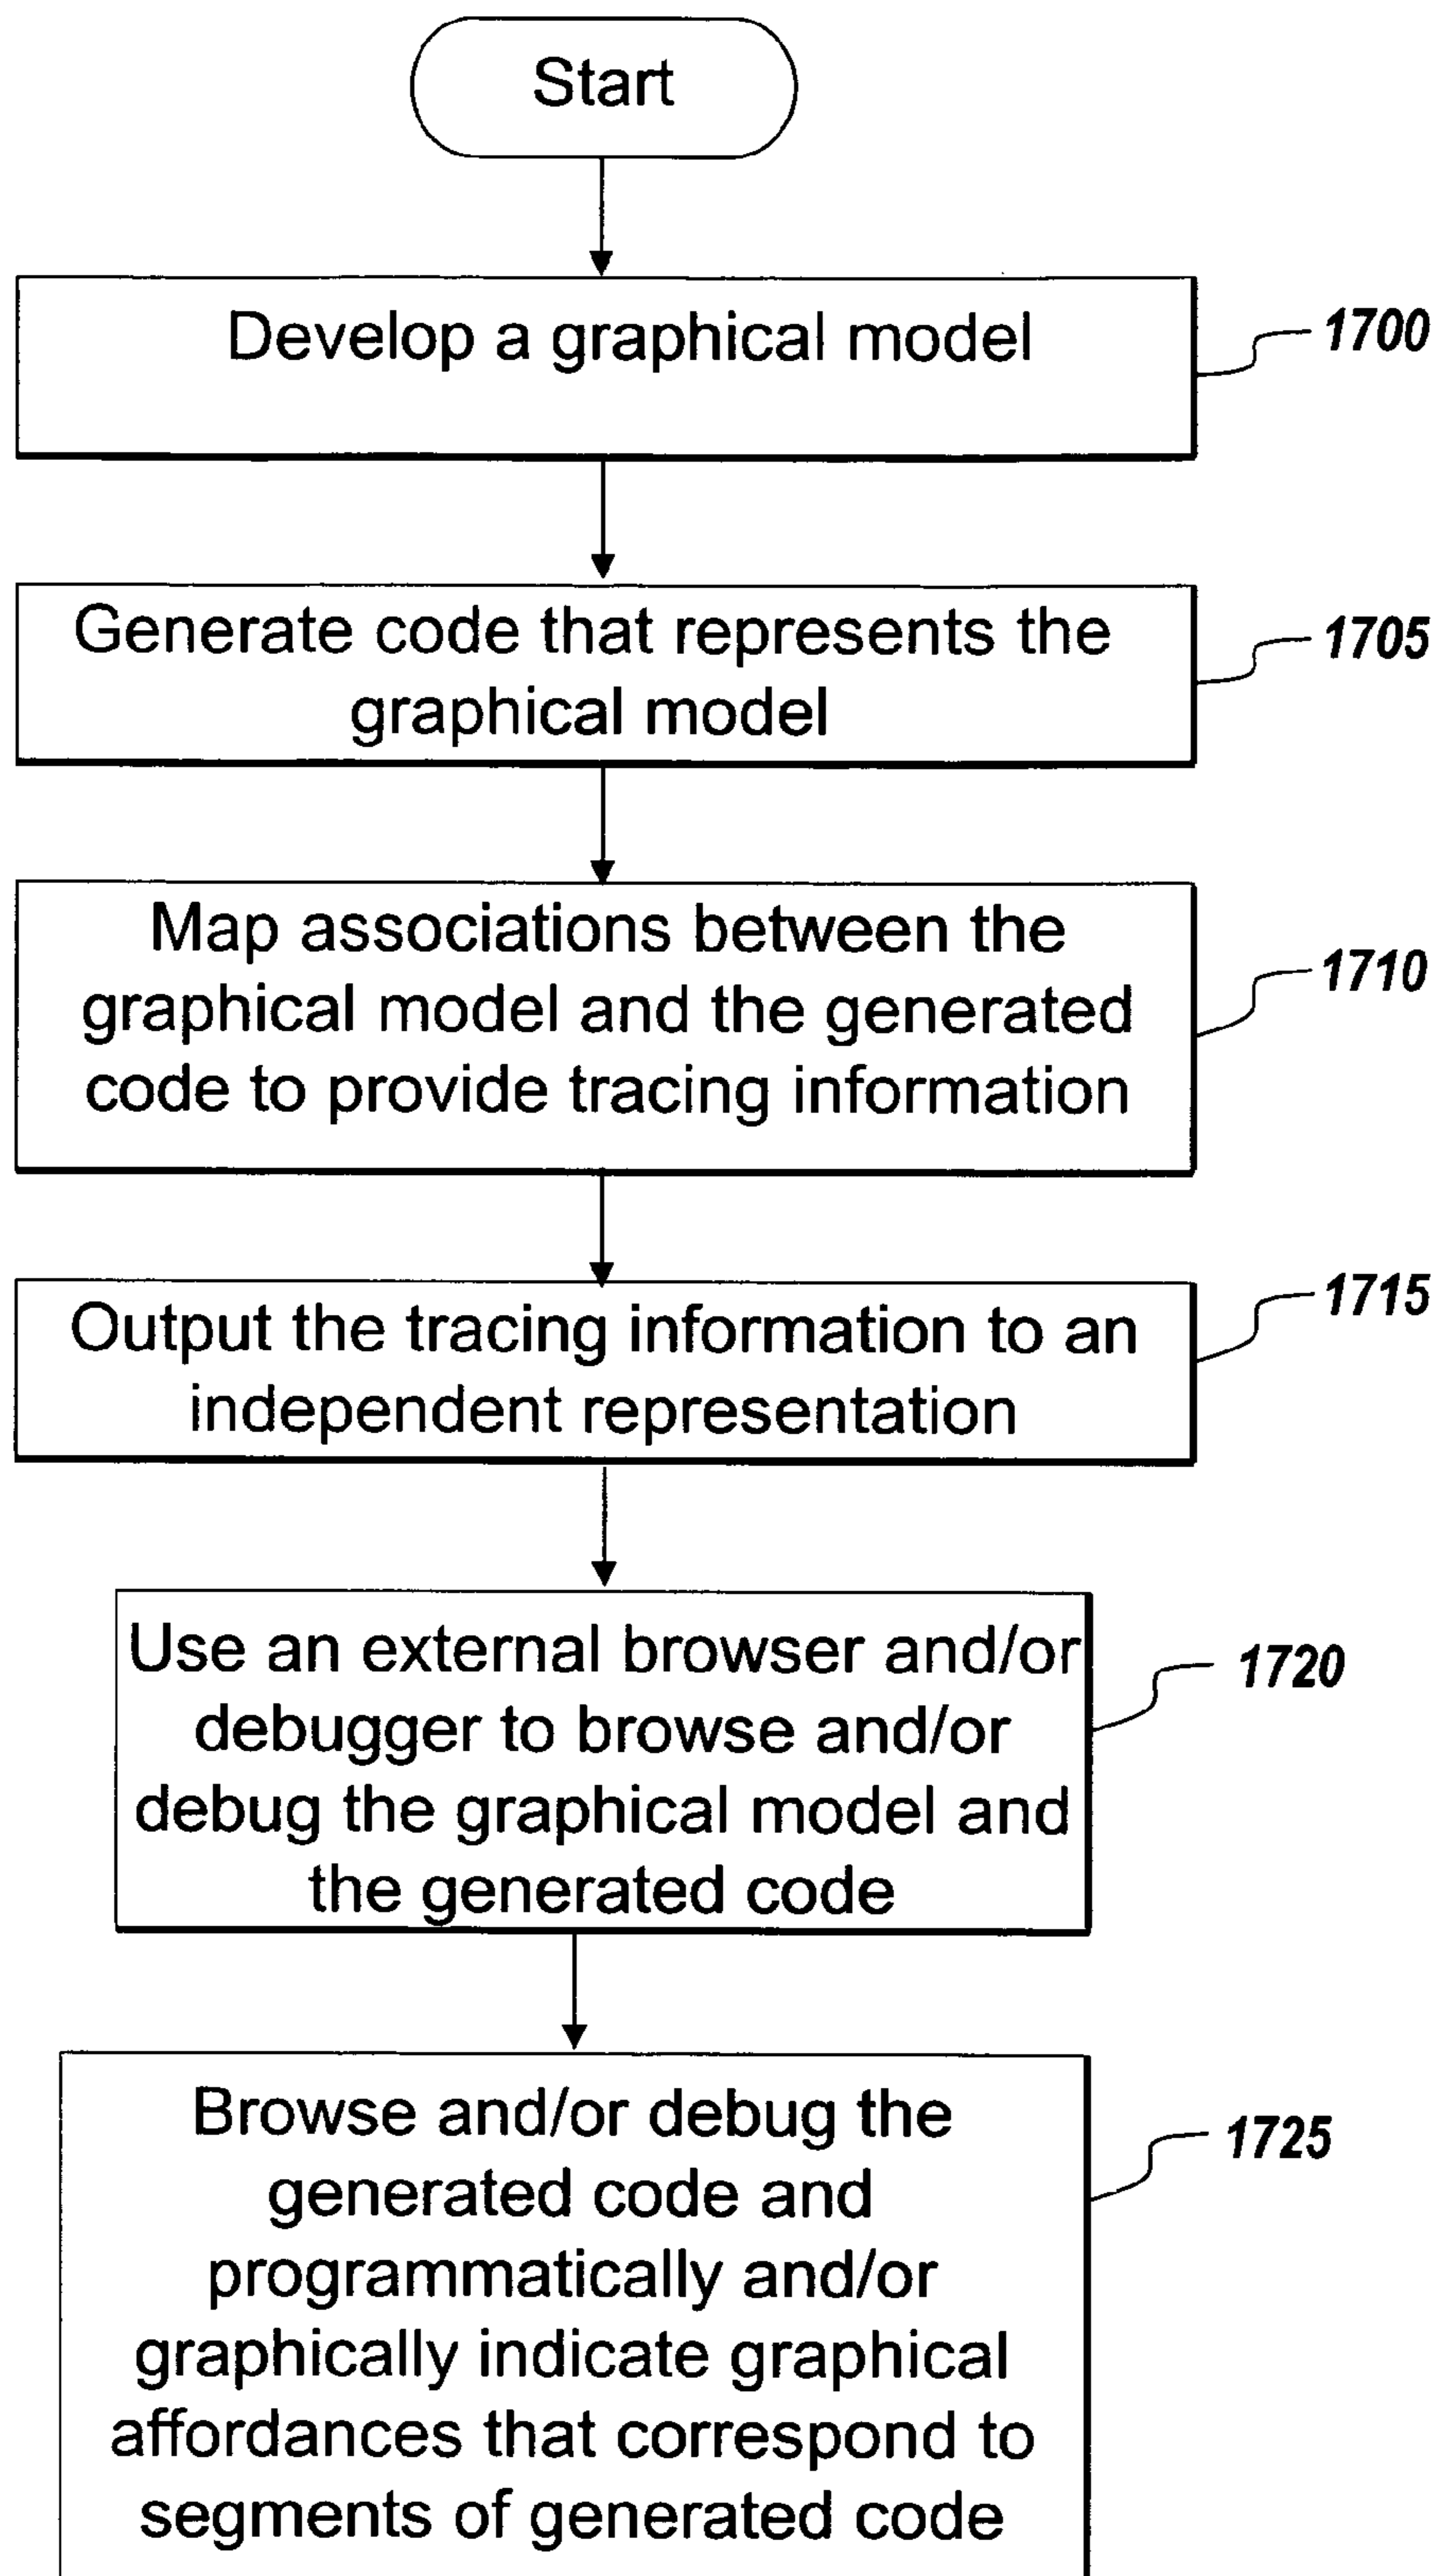 Start
Develop a graphical model
1700
Generate code that represents the
graphical model
1705
Map associations between the
graphical model and the generated
code to provide tracing information
1710
Output the tracing information to an
independent representation
1715
Use an external browser and/or
debugger to browse and/or
debug the graphical model and
the generated code
1720
Browse and/or debug the
generated code and
programmatically and/or
graphically indicate graphical
affordances that correspond to
segments of generated code
1725